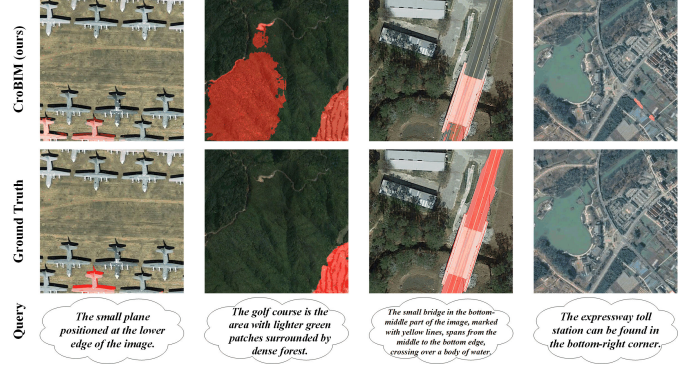 CroBIM (ours)
Ground Truth
Query
The small plane
positioned at the lower
edge of the image.
The golf course is the
area with lighter green
patches surrounded by
dense forest.
The small bridge in the bottom-
middle part of the image, marked
with yellow lines, spans from the
middle to the bottom edge,
crossing over a body of water.
The expressway toll
station can be found in
the bottom-right corner.